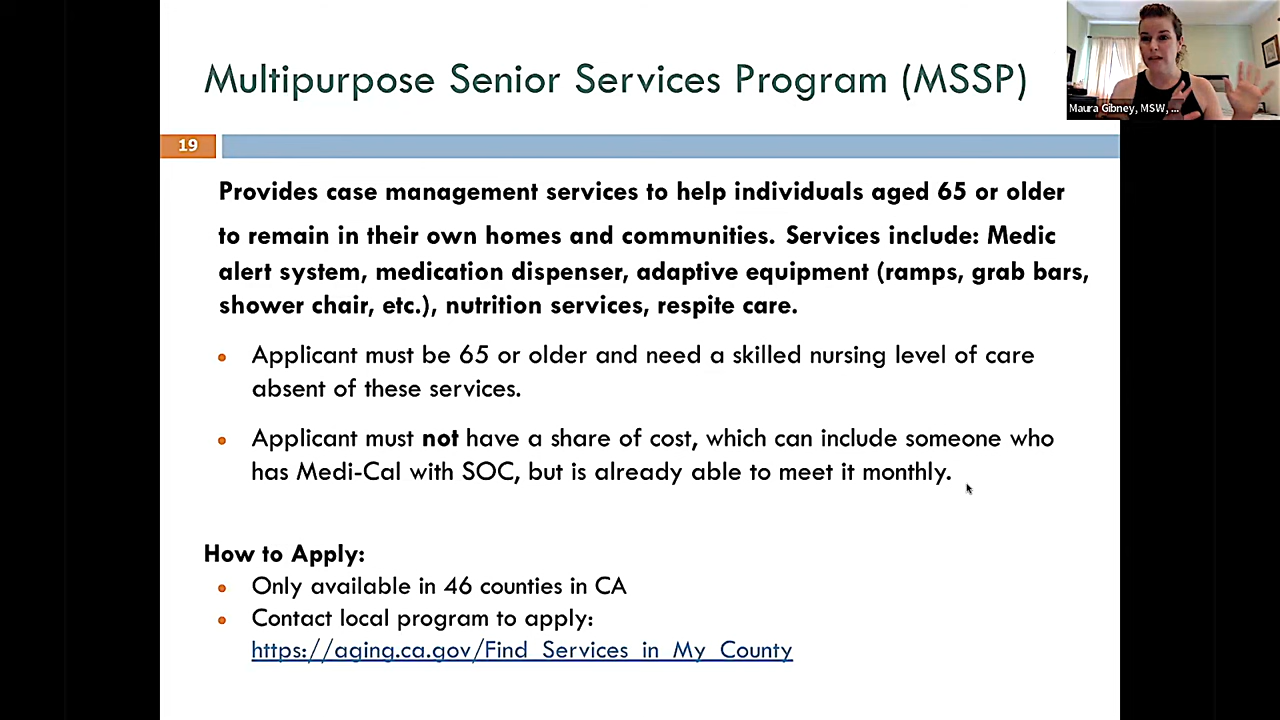 Multipurpose Senior Services Program (MSSP)
Maura Gibney, MSW, ...
19
Provides case management services to help individuals aged 65 or older
to remain in their own homes and communities. Services include: Medic
alert system, medication dispenser, adaptive equipment (ramps, grab bars,
shower chair, etc.), nutrition services, respite care.
• Applicant must be 65 or older and need a skilled nursing level of care
absent of these services.
• Applicant must not have a share of cost, which can include someone who
has Medi-Cal with SOC, but is already able to meet it monthly.
How to Apply:
• Only available in 46 counties in CA
• Contact local program to apply:
https://aging.ca.gov/Find_Services_in_My_County